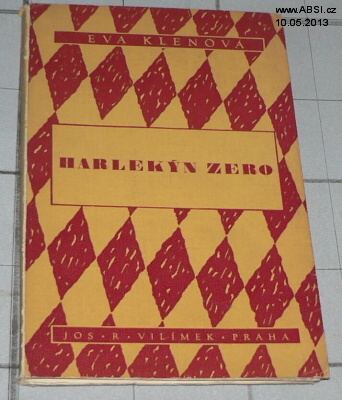 www.ABSI.cz
10.05.2013
EVA KLENOVÁ
HARLEKÝN ZERO
JOS • R • VILÍMEK • PRAHA